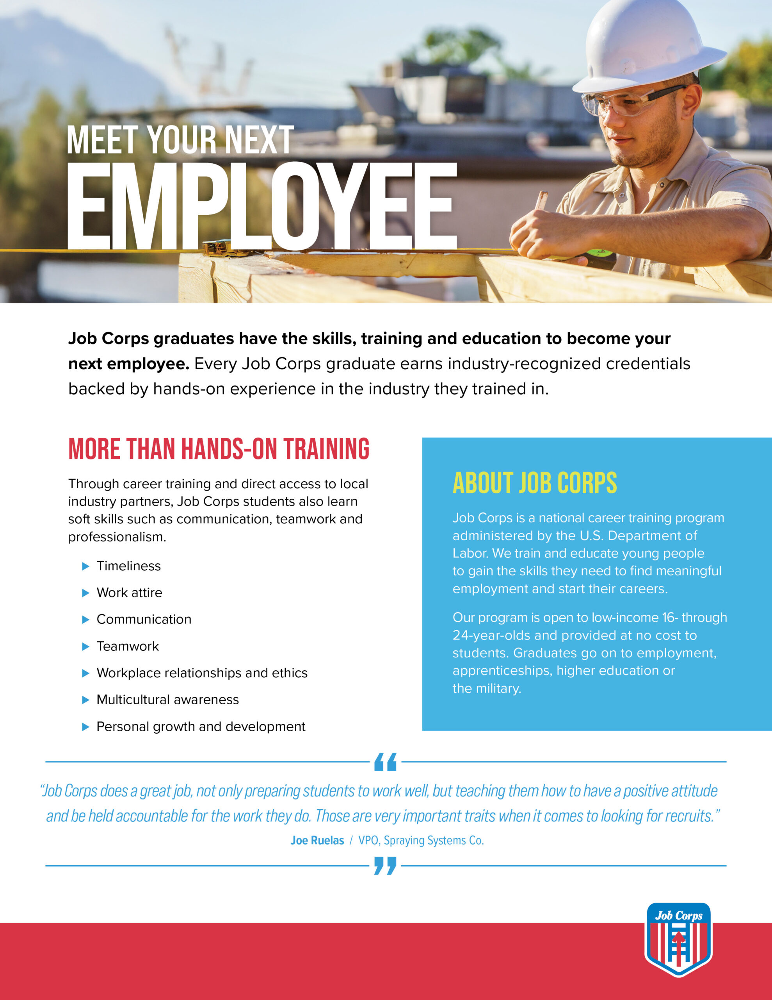 MEET YOUR NEXT
EMPLOYEE
Job Corps graduates have the skills, training and education to become your
next employee. Every Job Corps graduate earns industry-recognized credentials
backed by hands-on experience in the industry they trained in.
MORE THAN HANDS-ON TRAINING
Through career training and direct access to local
industry partners, Job Corps students also learn
soft skills such as communication, teamwork and
professionalism.
▶ Timeliness
▶ Work attire
▶ Communication
▶ Teamwork
▶ Workplace relationships and ethics
▶ Multicultural awareness
▶ Personal growth and development
ABOUT JOB CORPS
Job Corps is a national career training program
administered by the U.S. Department of
Labor. We train and educate young people
to gain the skills they need to find meaningful
employment and start their careers.
Our program is open to low-income 16- through
24-year-olds and provided at no cost to
students. Graduates go on to employment,
apprenticeships, higher education or
the military.
“
“Job Corps does a great job, not only preparing students to work well, but teaching them how to have a positive attitude
and be held accountable for the work they do. Those are very important traits when it comes to looking for recruits.”
Joe Ruelas / VPO, Spraying Systems Co.
”
Job Corps